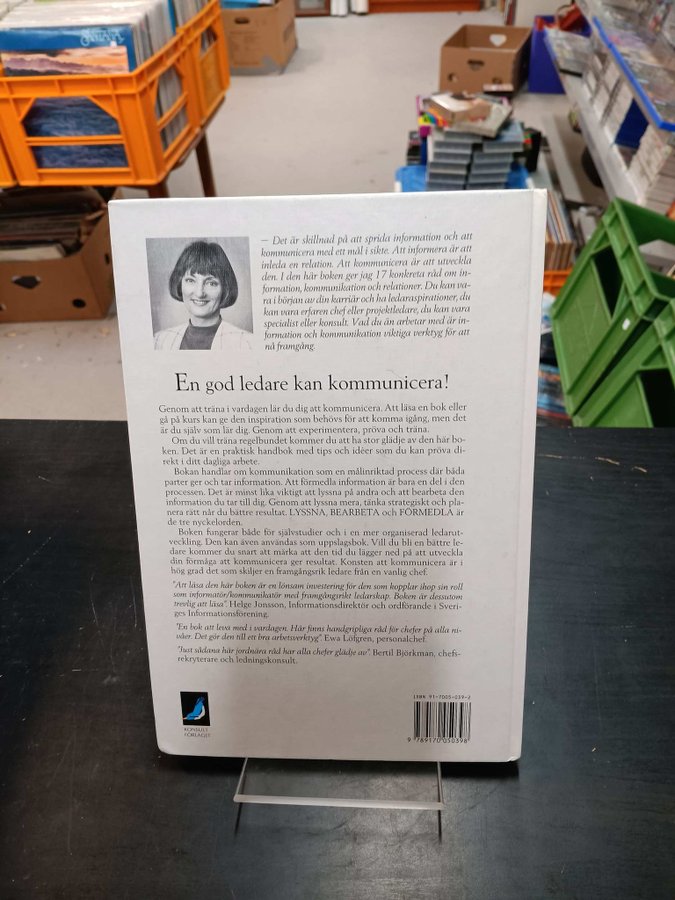 SANTANA
– Det är skillnad på att sprida information och att
kommunicera med ett mål i sikte. Att informera är att
inleda en relation. Att kommunicera är att utveckla
den. I den här boken ger jag 17 konkreta råd om in-
formation, kommunikation och relationer. Du kan va-
ra i början av din karriär och ha ledaraspirationer, du
kan vara erfaren chef eller projektledare, du kan vara
specialist eller konsult. Vad du än arbetar med är in-
formation och kommunikation viktiga verktyg för att
nå framgång.
En god ledare kan kommunicera!
Genom att träna i vardagen lär du dig att kommunicera. Att läsa en bok eller
gå på kurs kan ge den inspiration som behövs för att komma igång, men det
är du själv som lär dig. Genom att experimentera, pröva och träna.
Om du vill träna regelbundet kommer du att ha stor glädje av den här bo-
ken. Det är en praktisk handbok med tips och idéer som du kan pröva di-
rekt i ditt dagliga arbete.
Bokan handlar om kommunikation som en målinriktad process där båda
parter ger och tar information. Att förmedla information är bara en del i den
processen. Det är minst lika viktigt att lyssna på andra och att bearbeta den
information du tar till dig. Genom att lyssna mera, tänka strategiskt och pla-
nera rätt når du bättre resultat. LYSSNA, BEARBETA och FÖRMEDLA är
de tre nyckelorden.
Boken fungerar både för självstudier och i en mer organiserad ledarut-
veckling. Den kan även användas som uppslagsbok. Vill du bli en bättre le-
dare kommer du snart att märka att den tid du lägger ned på att utveckla
din förmåga att kommunicera ger resultat. Konsten att kommunicera är i
hög grad det som skiljer en framgångsrik ledare från en vanlig chef.
"Att läsa den här boken är en lönsam investering för den som kopplar ihop sin roll
som informatör/kommunikatör med framgångsrikt ledarskap. Boken är dessutom
trevlig att läsa". Helge Jonsson, Informationsdirektör och ordförande i Sveri-
ges Informationsförening.
"En bok att leva med i vardagen. Här finns handgripliga råd för chefer på alla ni-
våer. Det gör den till ett bra arbetsverktyg". Ewa Löfgren, personalchef.
"Just sådana här jordnära råd har alla chefer glädje av". Bertil Björkman, chefs-
rekryterare och ledningskonsult.
KONSULT
FÖRLAGET
ISBN 91-7005-039-2
9 789170 050398